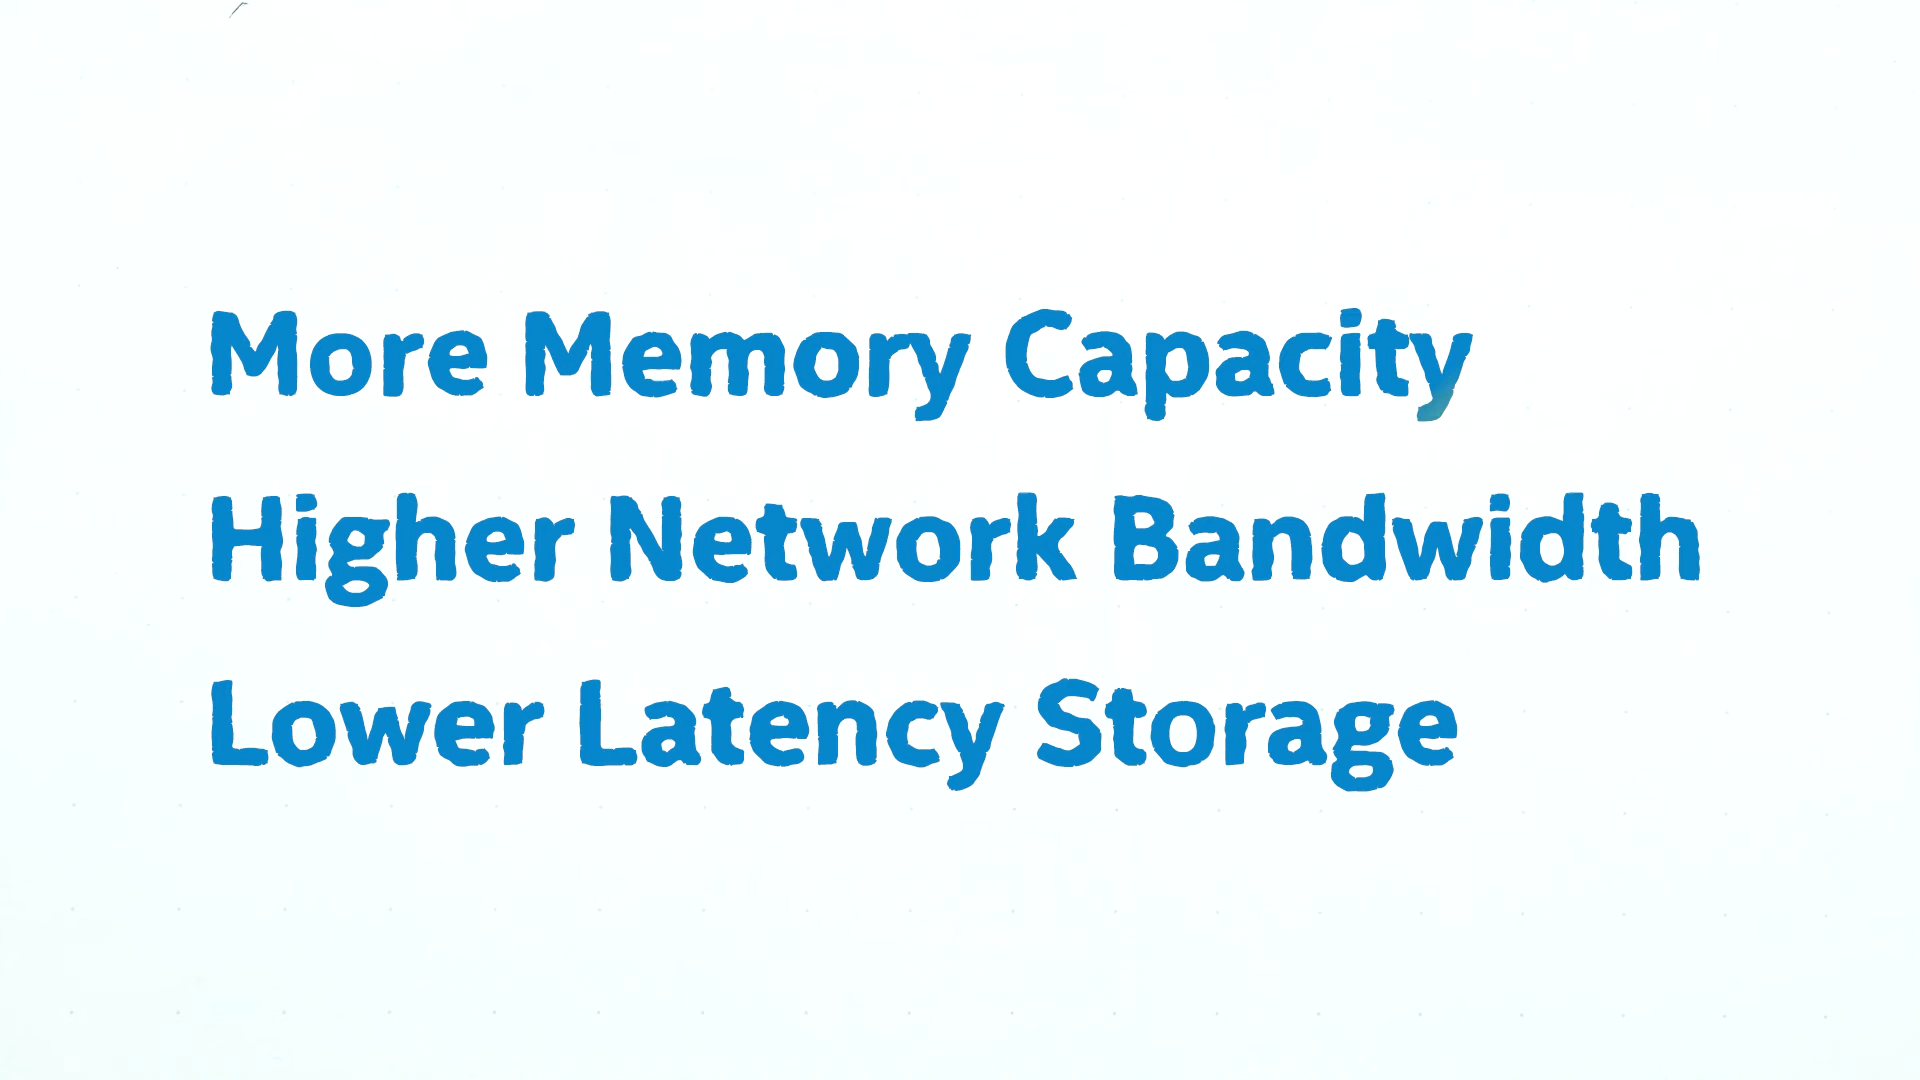 More Memory Capacity
Higher Network Bandwidth
Lower Latency Storage